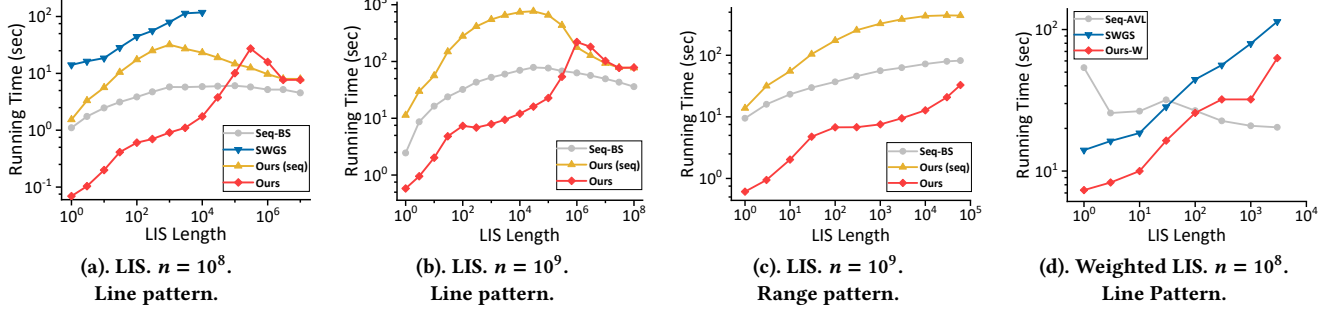 Running Time (sec)
10²
10¹
10⁰
10⁻¹
Seq-BS
SWGS
Ours (seq)
Ours
10⁰ 10² 10⁴ 10⁶
LIS Length
(a). LIS. n = 10⁸.
Line pattern.
Running Time (sec)
10³
10²
10¹
10⁰
Seq-BS
Ours (seq)
Ours
10⁰ 10² 10⁴ 10⁶ 10⁸
LIS Length
(b). LIS. n = 10⁹.
Line pattern.
Running Time (sec)
10²
10¹
10⁰
Seq-BS
Ours (seq)
Ours
10⁰ 10¹ 10² 10³ 10⁴ 10⁵
LIS Length
(c). LIS. n = 10⁹.
Range pattern.
Running Time (sec)
10²
10¹
Seq-AVL
SWGS
Ours-W
10⁰ 10¹ 10² 10³ 10⁴
LIS Length
(d). Weighted LIS. n = 10⁸.
Line Pattern.